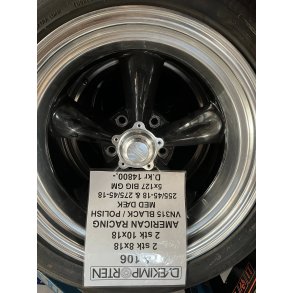 DÆKIMPORTEN
106
2 stk 8x18
2 stk 10x18
AMERICAN RACING
VN315 BLACK / POLISH
MED DÆK
255/45-18 & 275/45-18
5x127 BIG GM
D.kr 14800,-